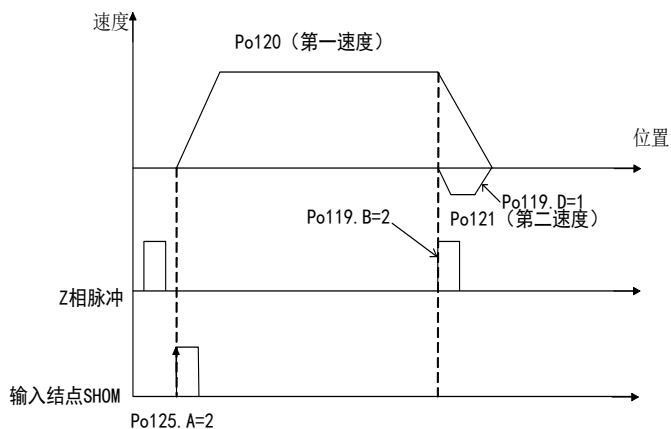 速度
Po120（第一速度）
位置
Po119.D=1
Po119.B=2
Po121（第二速度）
Z相脉冲
输入结点SHOM
Po125.A=2